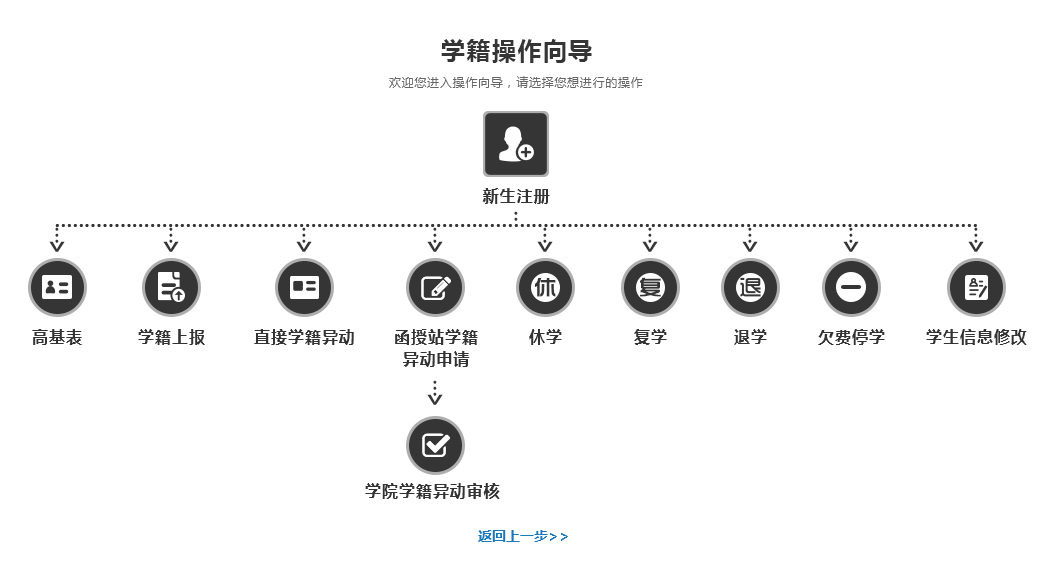 学籍操作向导
欢迎您进入操作向导，请选择您想进行的操作
新生注册
休
复
退
高基表
学籍上报
直接学籍异动
函授站学籍
异动申请
休学
复学
退学
欠费停学
学生信息修改
学院学籍异动审核
返回上一步>>